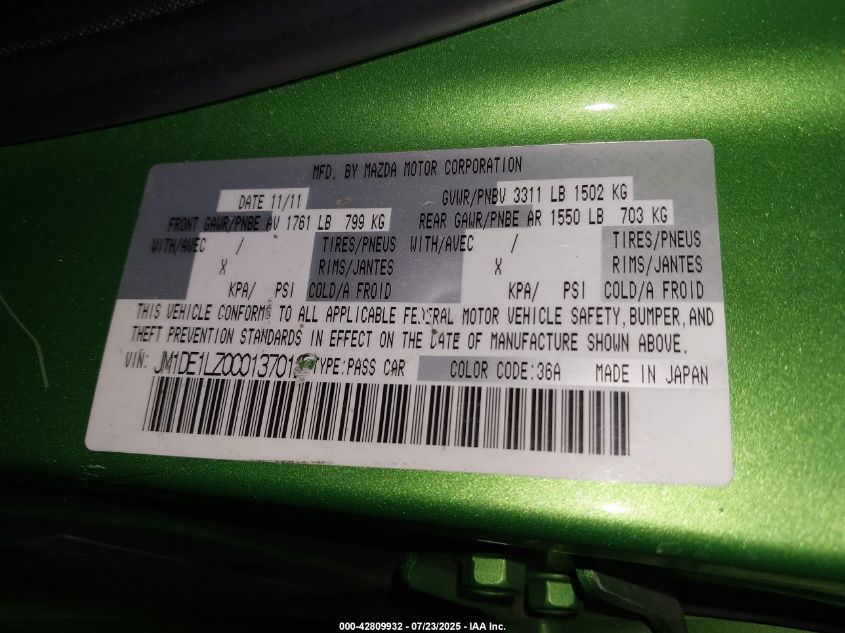 MFD. BY MAZDA MOTOR CORPORATION
DATE 11/11 GVWR/PNBV 3311 LB 1502 KG
FRONT GAWR/PNBE AV 1761 LB 799 KG REAR GAWR/PNBE AR 1550 LB 703 KG
WITH/AVEC / TIRES/PNEUS WITH/AVEC / TIRES/PNEUS
X RIMS/JANTES X RIMS/JANTES
KPA/ PSI COLD/A FROID KPA/ PSI COLD/A FROID
THIS VEHICLE CONFORMS TO ALL APPLICABLE FEDERAL MOTOR VEHICLE SAFETY, BUMPER, AND
THEFT PREVENTION STANDARDS IN EFFECT ON THE DATE OF MANUFACTURE SHOWN ABOVE.
VIN: TYPE: PASS CAR COLOR CODE: 36A MADE IN JAPAN
000-42809932 - 07/23/2025 - IAA Inc.